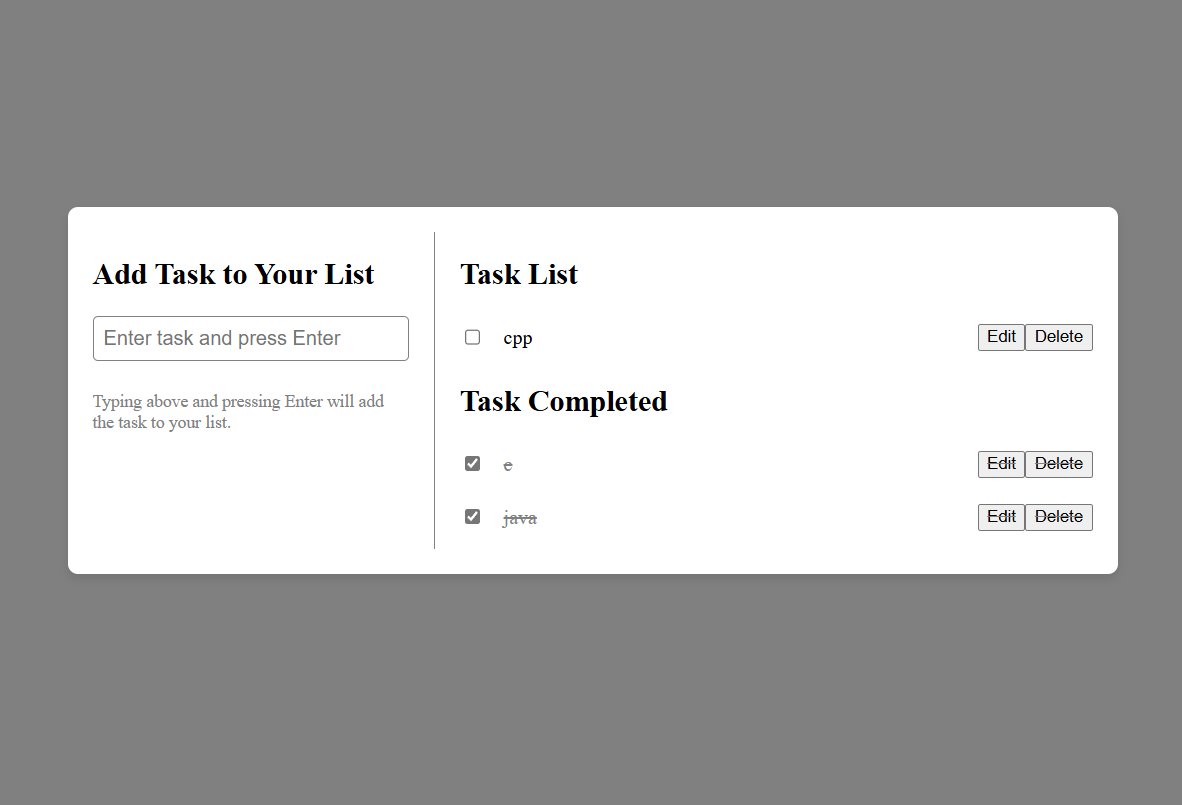 Add Task to Your List
Enter task and press Enter
Typing above and pressing Enter will add
the task to your list.
Task List
cpp Edit Delete
Task Completed
e Edit Delete
java Edit Delete